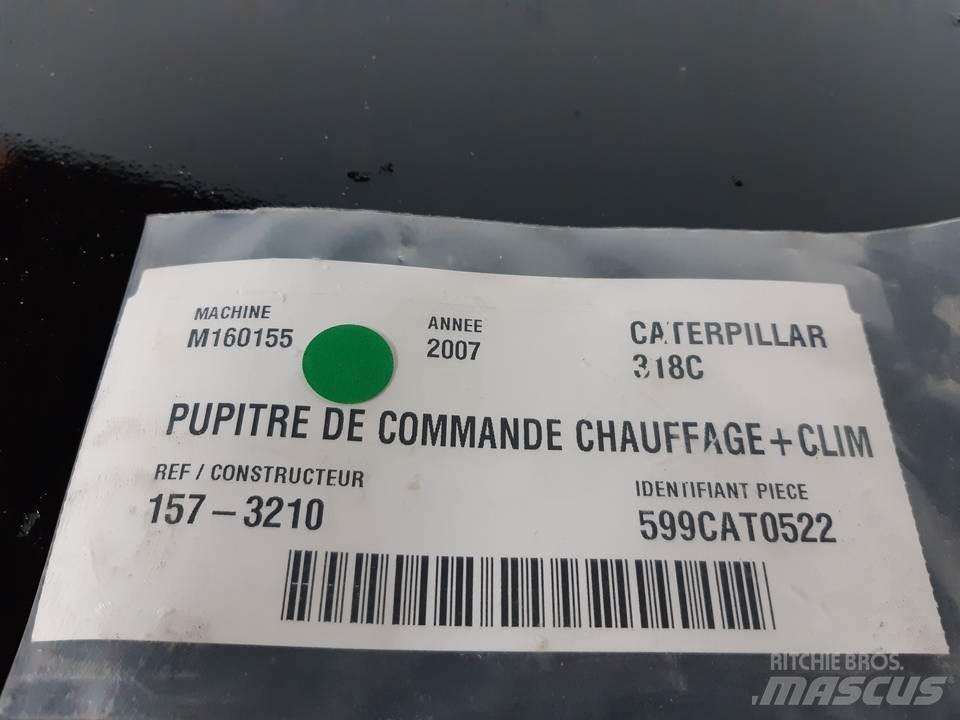 MACHINE
M160155
ANNEE
2007
CATERPILLAR
318C
PUPITRE DE COMMANDE CHAUFFAGE+CLIM
REF / CONSTRUCTEUR
157-3210
IDENTIFIANT PIECE
599CAT0522
RITCHIE BROS.
MASCUS